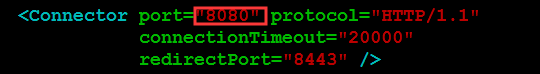 <Connector port="8080" protocol="HTTP/1.1"
connectionTimeout="20000"
redirectPort="8443" />